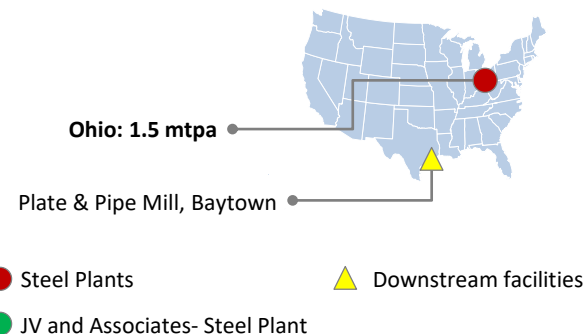 Ohio: 1.5 mtpa
Plate & Pipe Mill, Baytown
Steel Plants
Downstream facilities
JV and Associates- Steel Plant